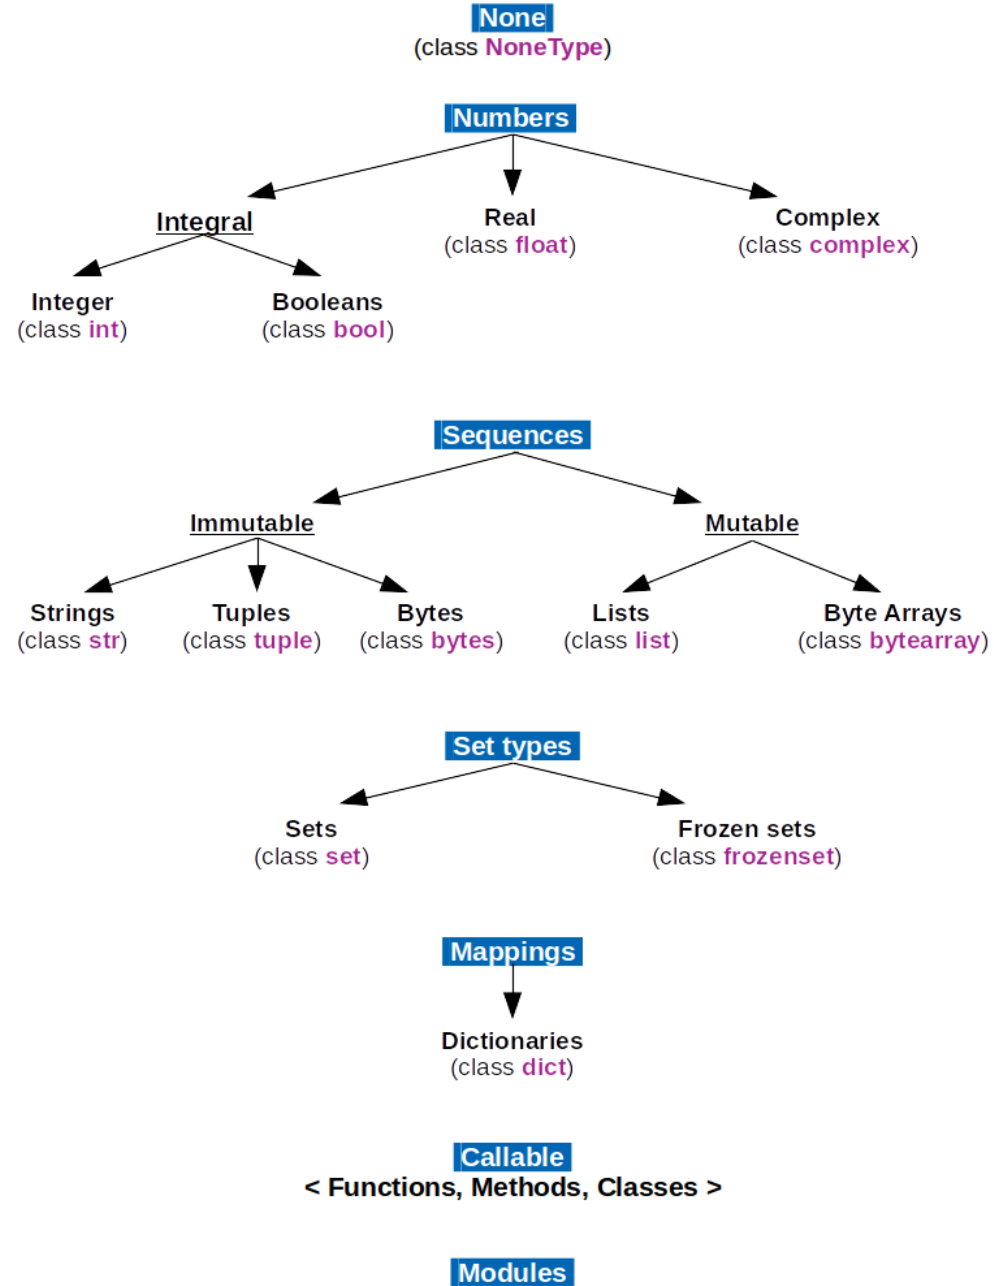 None
(class NoneType)
Numbers
Integral
Real
(class float)
Complex
(class complex)
Integer
(class int)
Booleans
(class bool)
Sequences
Immutable
Mutable
Strings
(class str)
Tuples
(class tuple)
Bytes
(class bytes)
Lists
(class list)
Byte Arrays
(class bytearray)
Set types
Sets
(class set)
Frozen sets
(class frozenset)
Mappings
Dictionaries
(class dict)
Callable
< Functions, Methods, Classes >
Modules